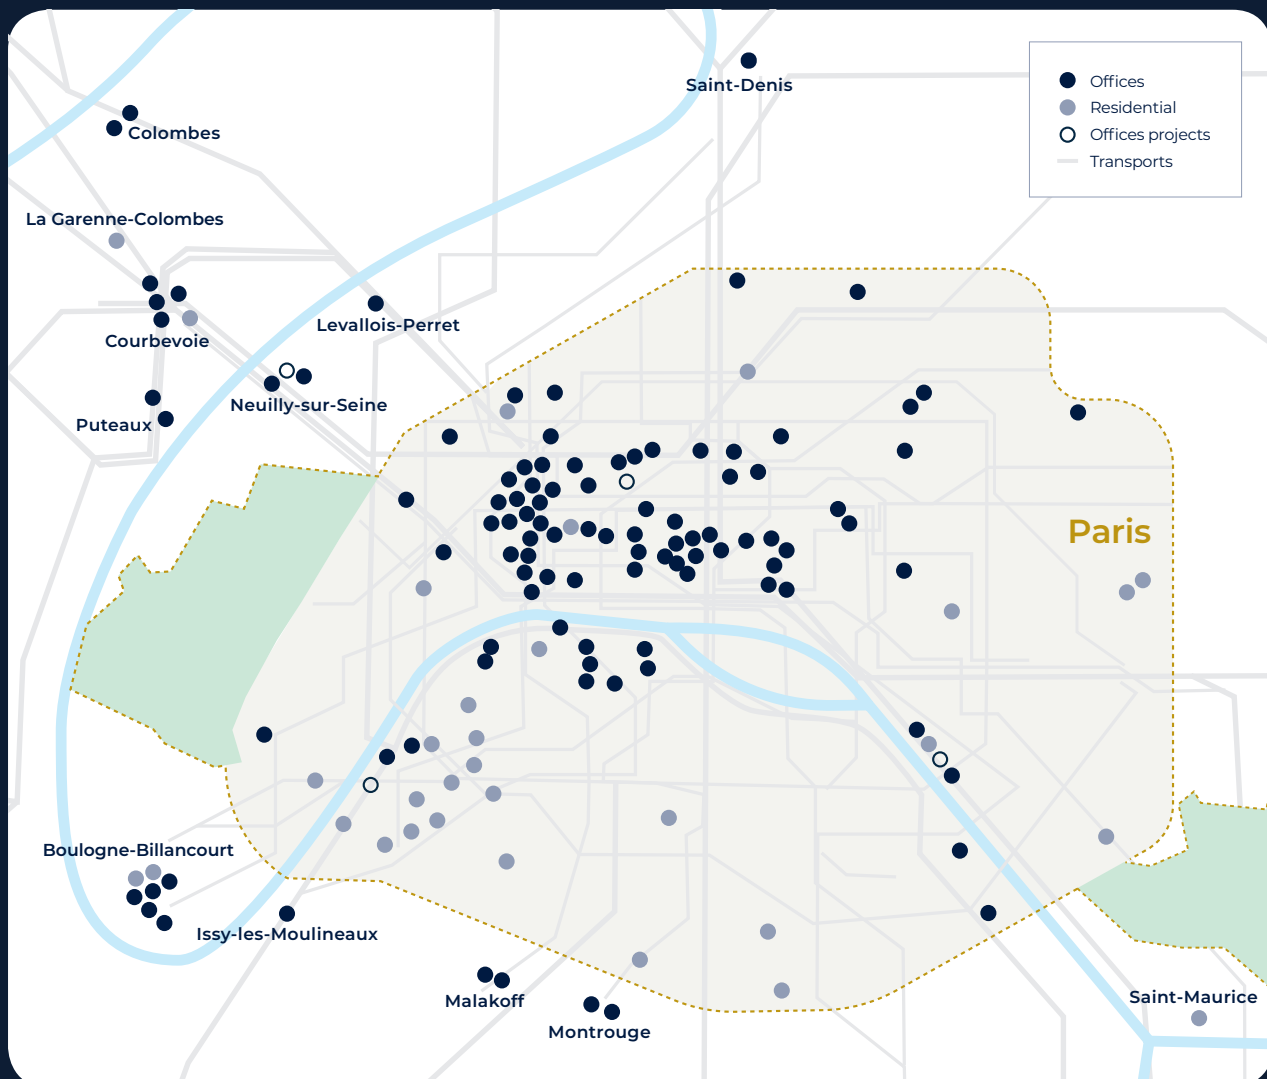 Saint-Denis
Offices
Residential
Offices projects
Transports
Colombes
La Garenne-Colombes
Levallois-Perret
Courbevoie
Neuilly-sur-Seine
Puteaux
Paris
Boulogne-Billancourt
Issy-les-Moulineaux
Malakoff
Saint-Maurice
Montrouge